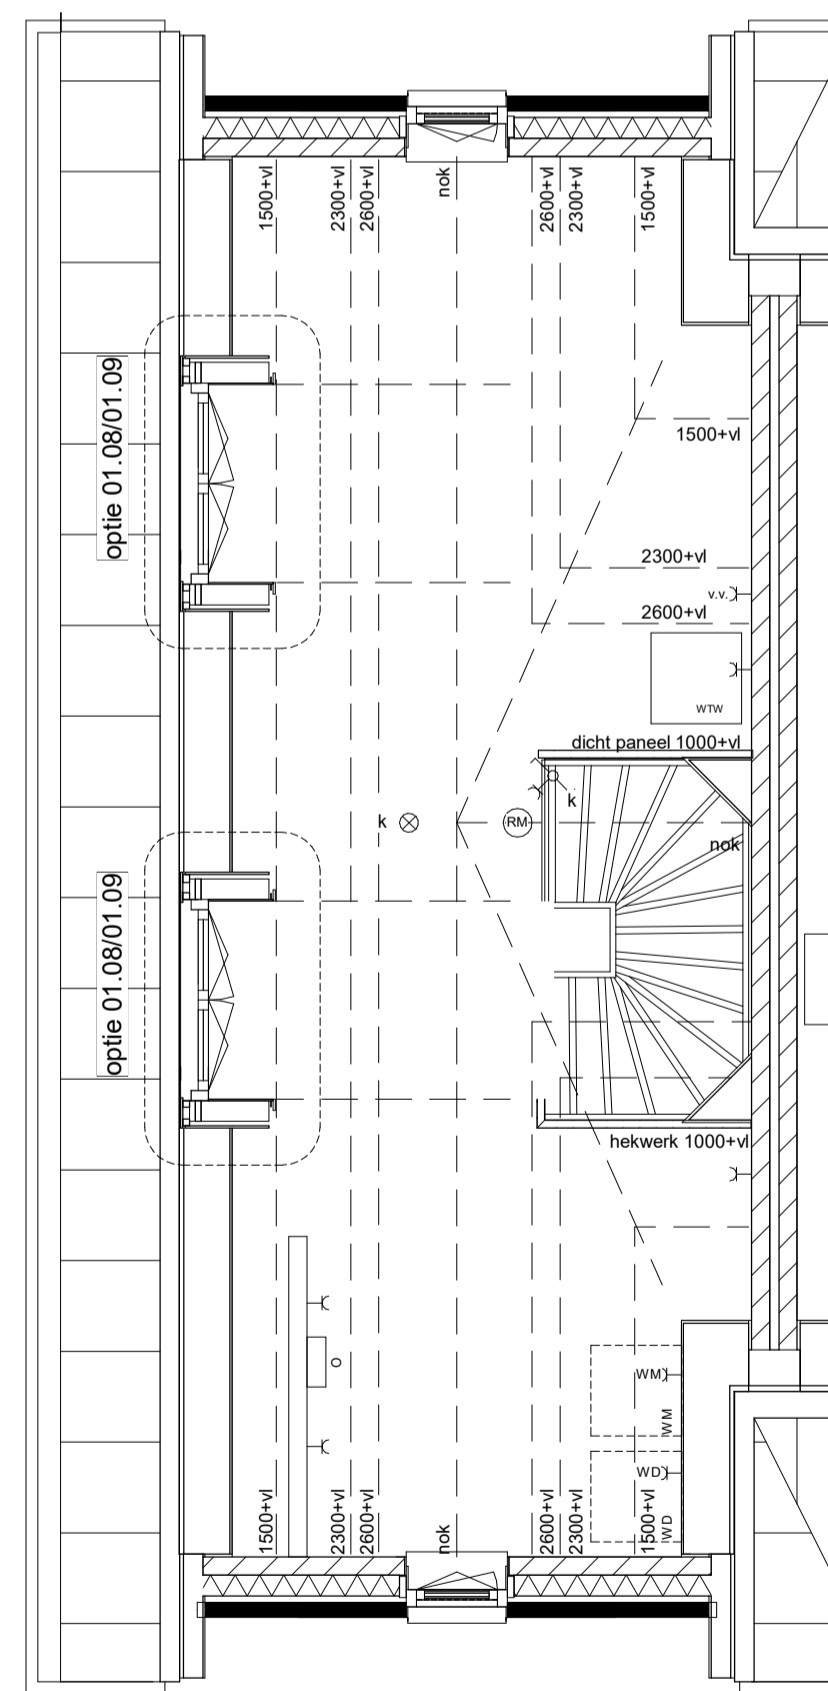 1500+vl
2300+vl
2600+vl
nok
2600+vl
2300+vl
1500+vl
optie 01.08/01.09
1500+vl
2300+vl
v.v.
2600+vl
WTW
dicht paneel 1000+vl
k
k
RM
nok
optie 01.08/01.09
hekwerk 1000+vl
O
WM
WM
WD
WD
1500+vl
2300+vl
2600+vl
nok
2600+vl
2300+vl
1500+vl